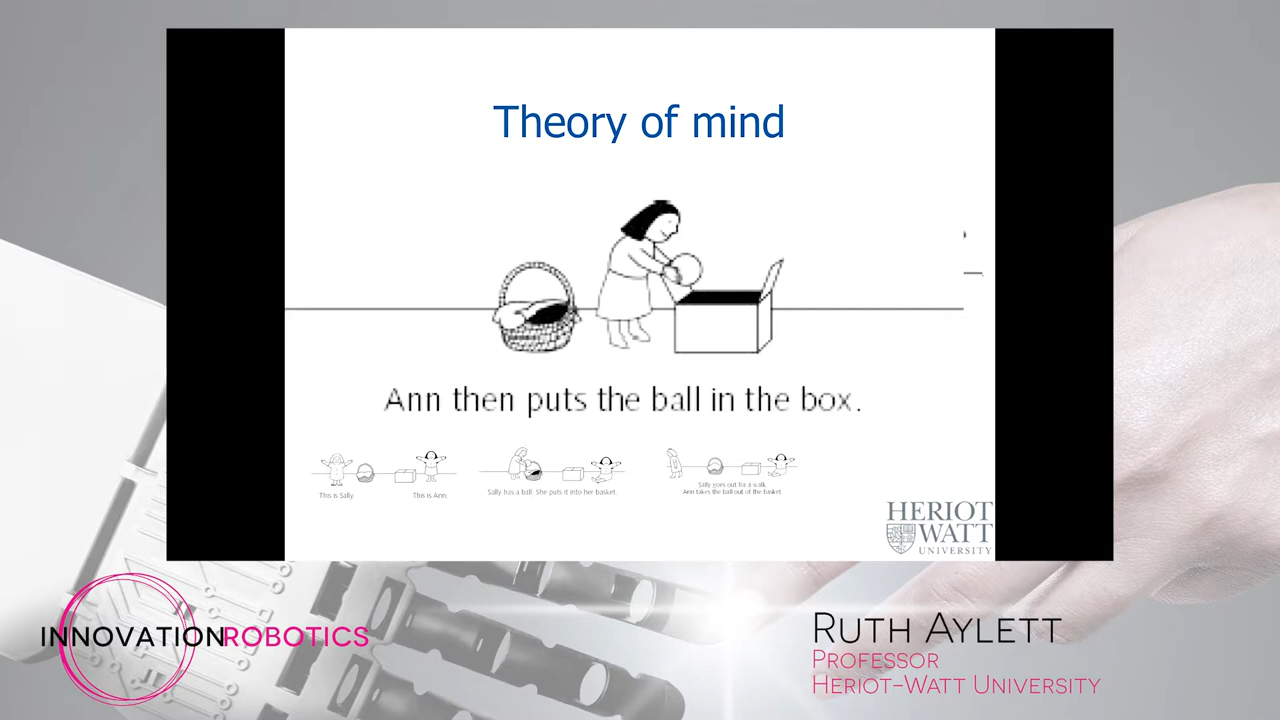 Theory of mind
Ann then puts the ball in the box.
This is Sally.
This is Ann.
Sally has a ball. She puts it into her basket.
Sally goes out for a walk.
Ann takes the ball out of the basket.
HERIOT
WATT
UNIVERSITY
INNOVATIONROBOTICS
RUTH AYLETT
PROFESSOR
HERIOT-WATT UNIVERSITY